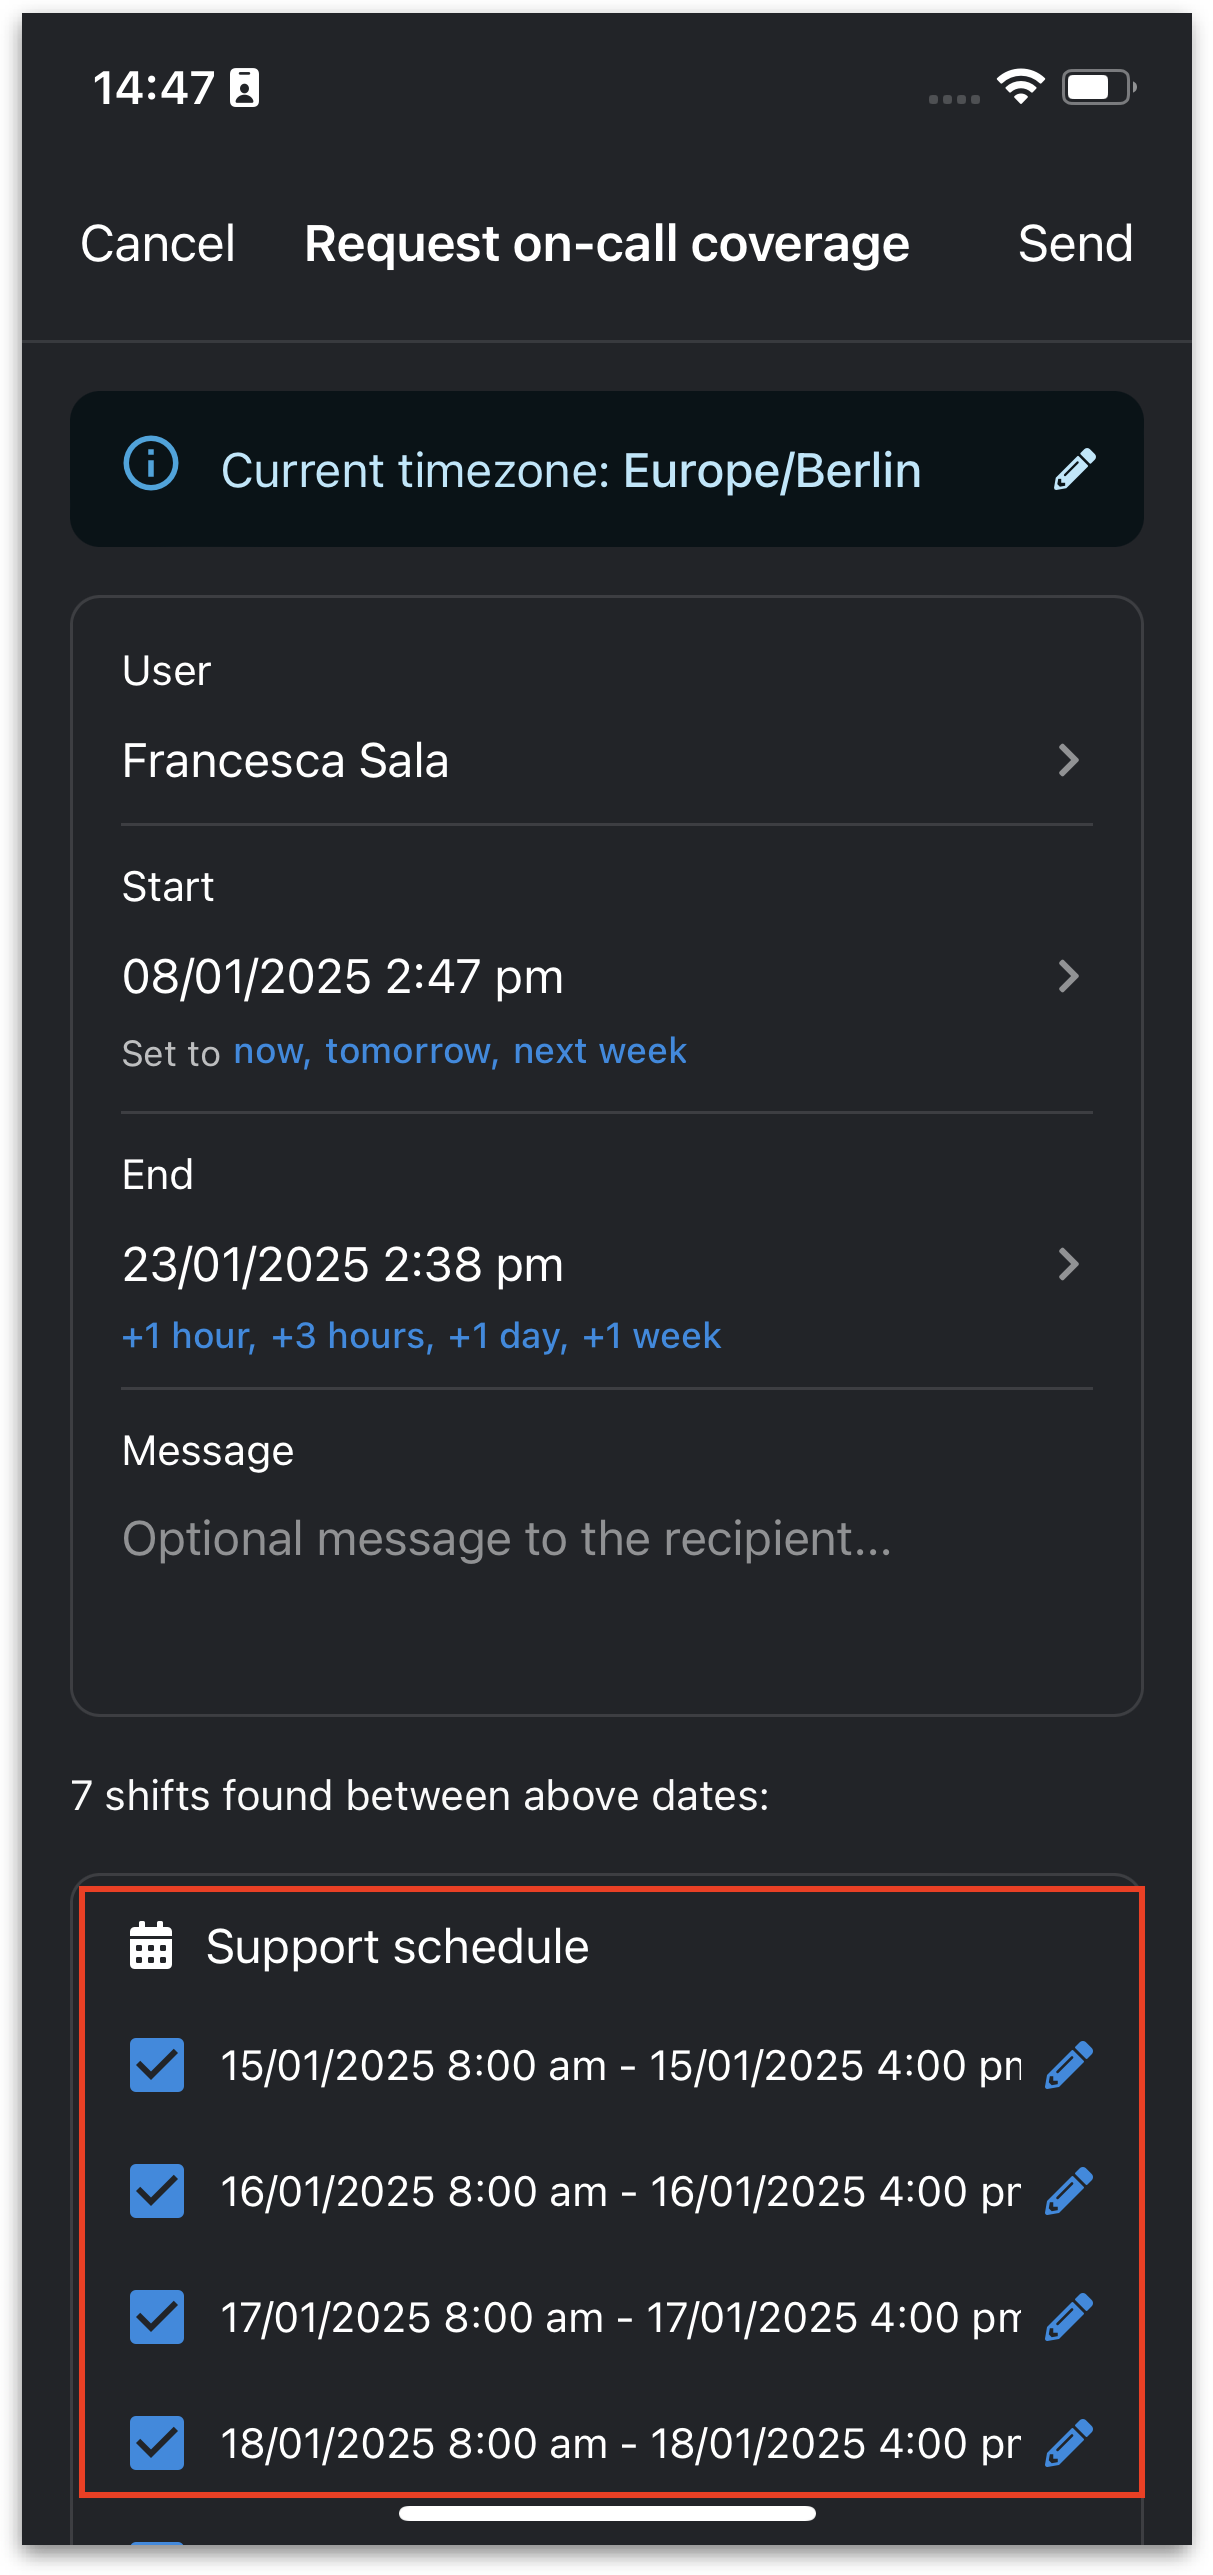 14:47
Cancel Request on-call coverage Send
Current timezone: Europe/Berlin
User
Francesca Sala
Start
08/01/2025 2:47 pm
Set to now, tomorrow, next week
End
23/01/2025 2:38 pm
+1 hour, +3 hours, +1 day, +1 week
Message
Optional message to the recipient...
7 shifts found between above dates:
Support schedule
15/01/2025 8:00 am - 15/01/2025 4:00 pm
16/01/2025 8:00 am - 16/01/2025 4:00 pm
17/01/2025 8:00 am - 17/01/2025 4:00 pm
18/01/2025 8:00 am - 18/01/2025 4:00 pm